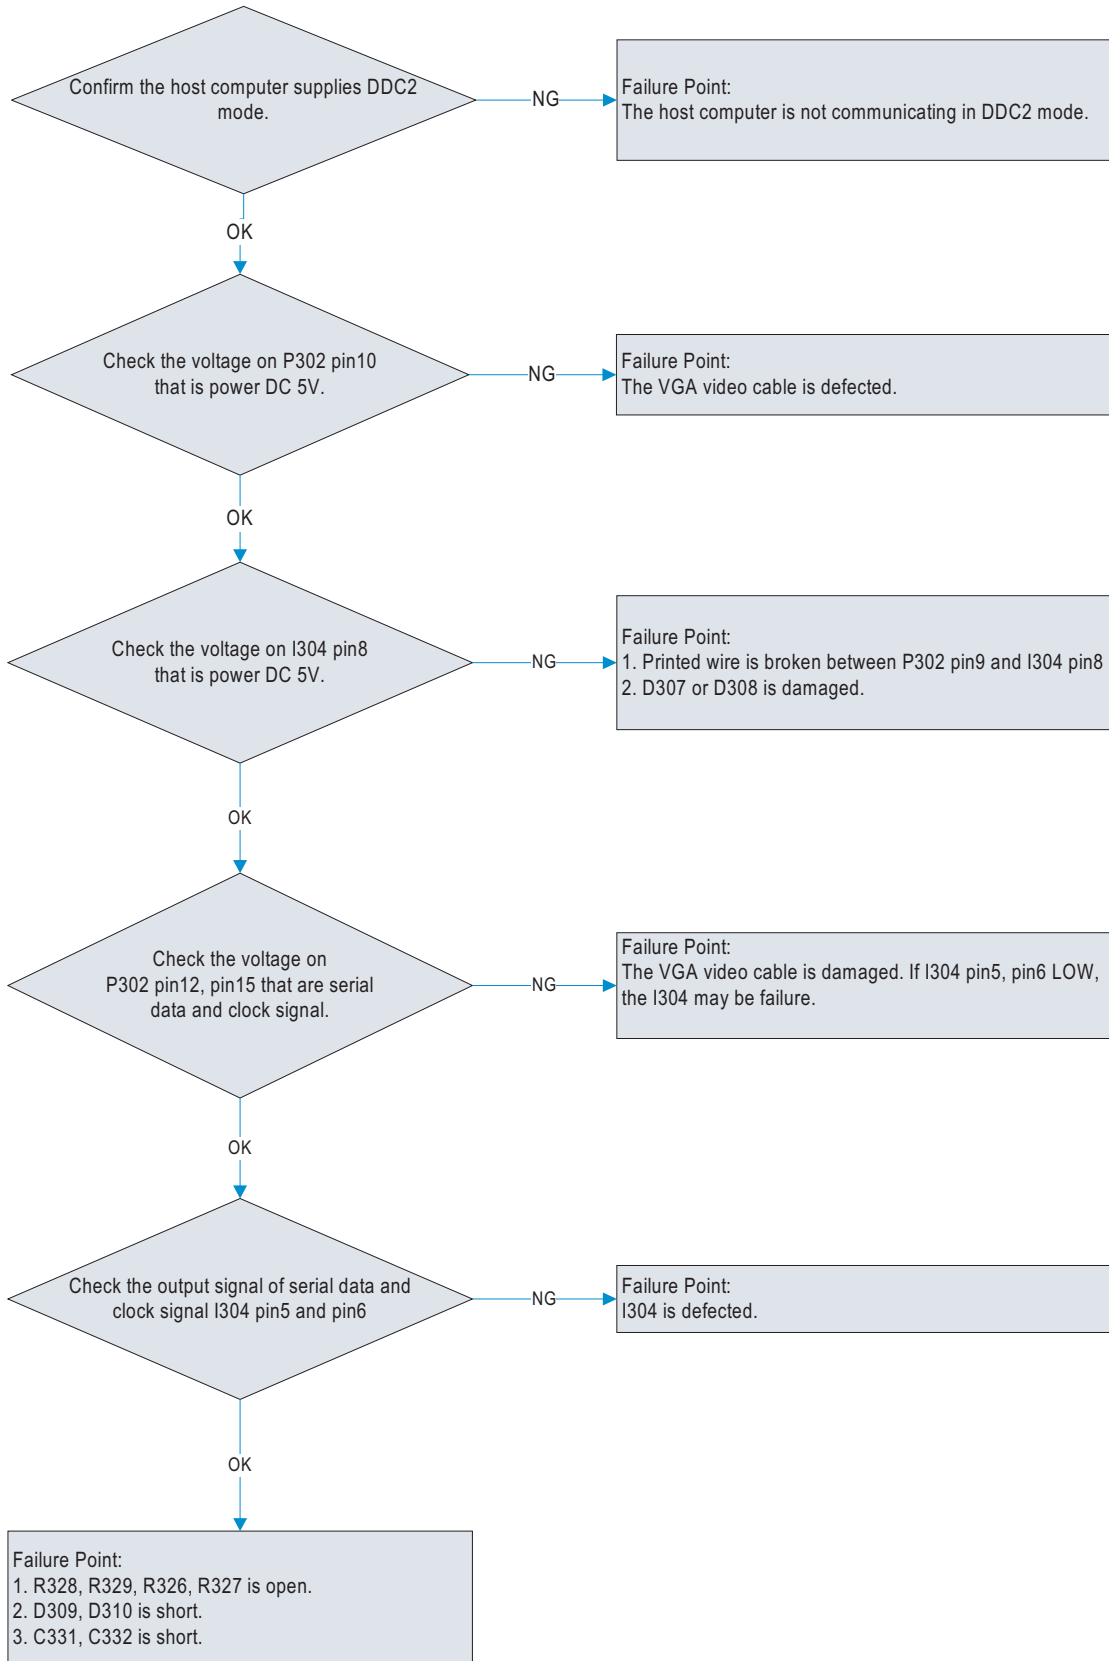 Confirm the host computer supplies DDC2
mode.
NG
Failure Point:
The host computer is not communicating in DDC2 mode.
OK
Check the voltage on P302 pin10
that is power DC 5V.
NG
Failure Point:
The VGA video cable is defected.
OK
Check the voltage on I304 pin8
that is power DC 5V.
NG
Failure Point:
1. Printed wire is broken between P302 pin9 and I304 pin8
2. D307 or D308 is damaged.
OK
Check the voltage on
P302 pin12, pin15 that are serial
data and clock signal.
NG
Failure Point:
The VGA video cable is damaged. If I304 pin5, pin6 LOW,
the I304 may be failure.
OK
Check the output signal of serial data and
clock signal I304 pin5 and pin6
NG
Failure Point:
I304 is defected.
OK
Failure Point:
1. R328, R329, R326, R327 is open.
2. D309, D310 is short.
3. C331, C332 is short.